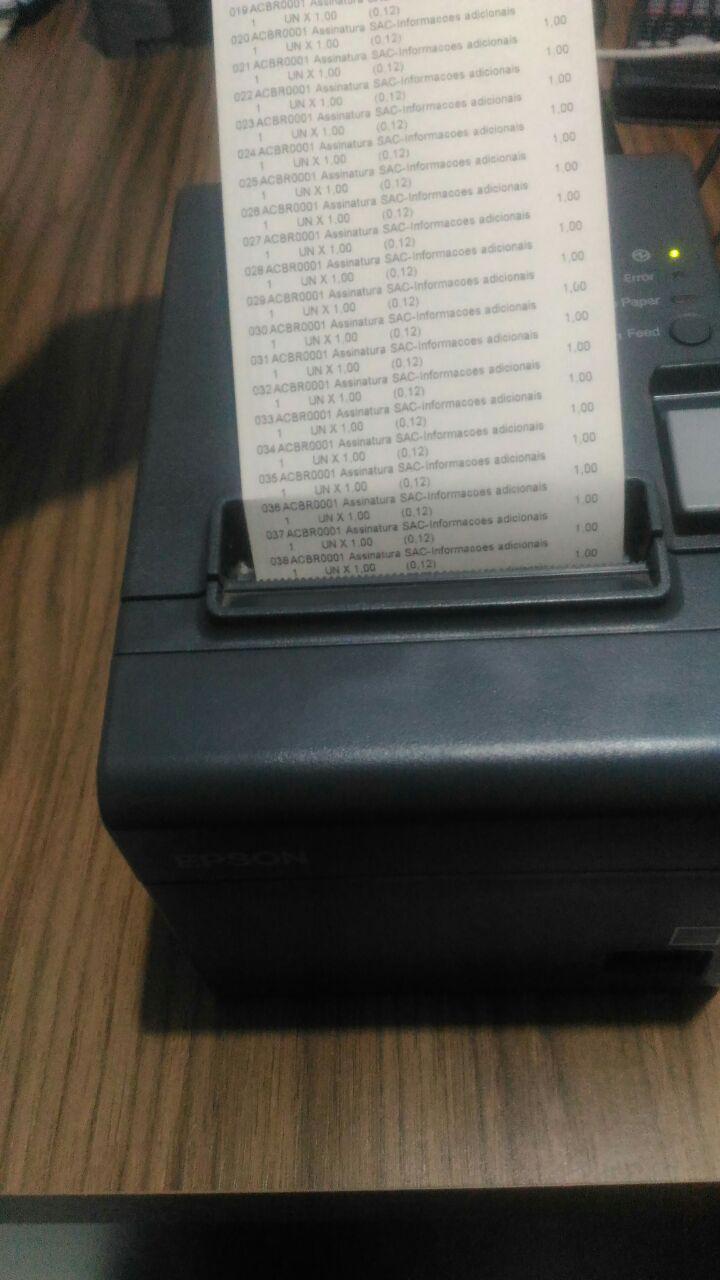 019 ACBR0001 Assinatura
1 UN X 1,00 (0,12)
020 ACBR0001 Assinatura SAC-Informacoes adicionais
1 UN X 1,00 (0,12) 1,00
021 ACBR0001 Assinatura SAC-Informacoes adicionais
1 UN X 1,00 (0,12) 1,00
022 ACBR0001 Assinatura SAC-Informacoes adicionais
1 UN X 1,00 (0,12) 1,00
023 ACBR0001 Assinatura SAC-Informacoes adicionais
1 UN X 1,00 (0,12) 1,00
024 ACBR0001 Assinatura SAC-Informacoes adicionais
1 UN X 1,00 (0,12) 1,00
025 ACBR0001 Assinatura SAC-Informacoes adicionais
1 UN X 1,00 (0,12) 1,00
026 ACBR0001 Assinatura SAC-Informacoes adicionais
1 UN X 1,00 (0,12) 1,00
027 ACBR0001 Assinatura SAC-Informacoes adicionais
1 UN X 1,00 (0,12) 1,00
028 ACBR0001 Assinatura SAC-Informacoes adicionais
1 UN X 1,00 (0,12) 1,00
029 ACBR0001 Assinatura SAC-Informacoes adicionais
1 UN X 1,00 (0,12) 1,00
030 ACBR0001 Assinatura SAC-Informacoes adicionais
1 UN X 1,00 (0,12) 1,00
031 ACBR0001 Assinatura SAC-Informacoes adicionais
1 UN X 1,00 (0,12) 1,00
032 ACBR0001 Assinatura SAC-Informacoes adicionais
1 UN X 1,00 (0,12) 1,00
033 ACBR0001 Assinatura SAC-Informacoes adicionais
1 UN X 1,00 (0,12) 1,00
034 ACBR0001 Assinatura SAC-Informacoes adicionais
1 UN X 1,00 (0,12) 1,00
035 ACBR0001 Assinatura SAC-Informacoes adicionais
1 UN X 1,00 (0,12) 1,00
036 ACBR0001 Assinatura SAC-Informacoes adicionais
1 UN X 1,00 (0,12) 1,00
037 ACBR0001 Assinatura SAC-Informacoes adicionais
1 UN X 1,00 (0,12) 1,00
038 ACBR0001 Assinatura SAC-Informacoes adicionais
1 UN X 1,00 (0,12) 1,00
Error
Paper
Feed
EPSON